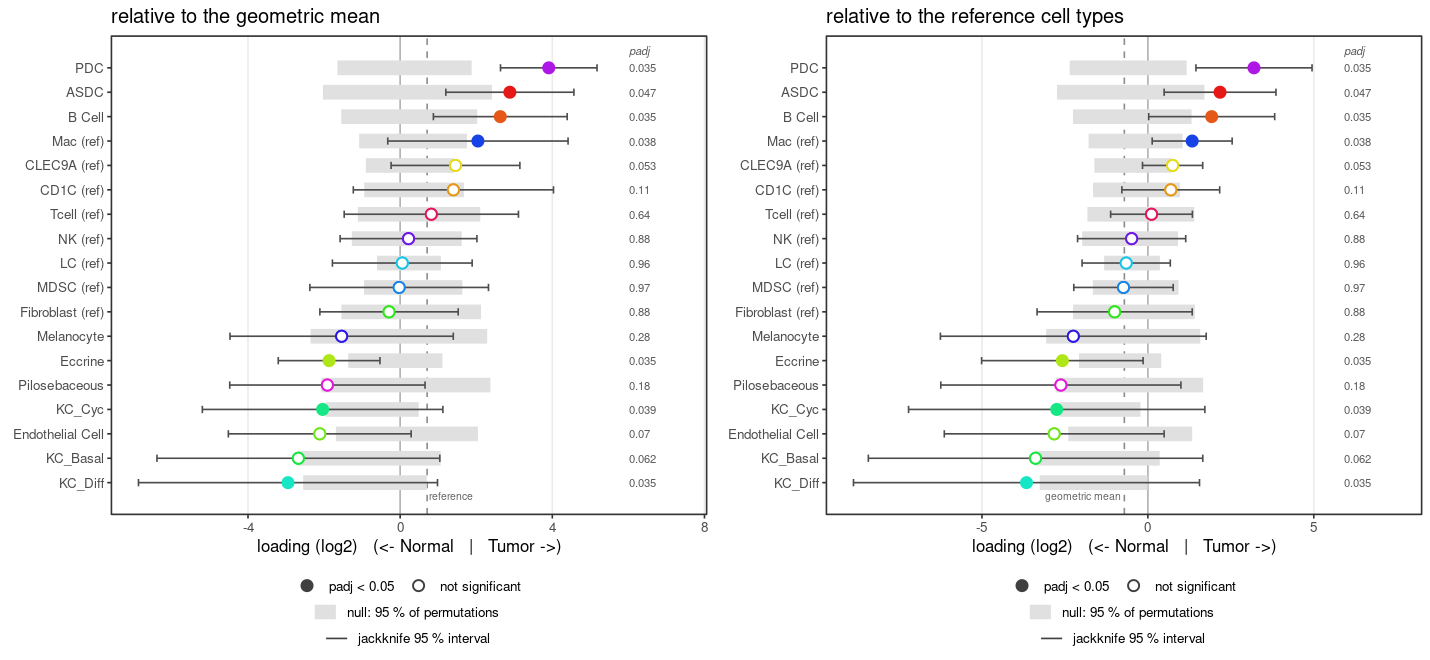 relative to the geometric mean
padj
PDC 0.035
ASDC 0.047
B Cell 0.035
Mac (ref) 0.038
CLEC9A (ref) 0.053
CD1C (ref) 0.11
Tcell (ref) 0.64
NK (ref) 0.88
LC (ref) 0.96
MDSC (ref) 0.97
Fibroblast (ref) 0.88
Melanocyte 0.28
Eccrine 0.035
Pilosebaceous 0.18
KC_Cyc 0.039
Endothelial Cell 0.07
KC_Basal 0.062
KC_Diff 0.035
reference
-4 0 4 8
loading (log2) (<- Normal | Tumor ->)
padj < 0.05 not significant
null: 95 % of permutations
jackknife 95 % interval
relative to the reference cell types
padj
PDC 0.035
ASDC 0.047
B Cell 0.035
Mac (ref) 0.038
CLEC9A (ref) 0.053
CD1C (ref) 0.11
Tcell (ref) 0.64
NK (ref) 0.88
LC (ref) 0.96
MDSC (ref) 0.97
Fibroblast (ref) 0.88
Melanocyte 0.28
Eccrine 0.035
Pilosebaceous 0.18
KC_Cyc 0.039
Endothelial Cell 0.07
KC_Basal 0.062
KC_Diff 0.035
geometric mean
-5 0 5
loading (log2) (<- Normal | Tumor ->)
padj < 0.05 not significant
null: 95 % of permutations
jackknife 95 % interval